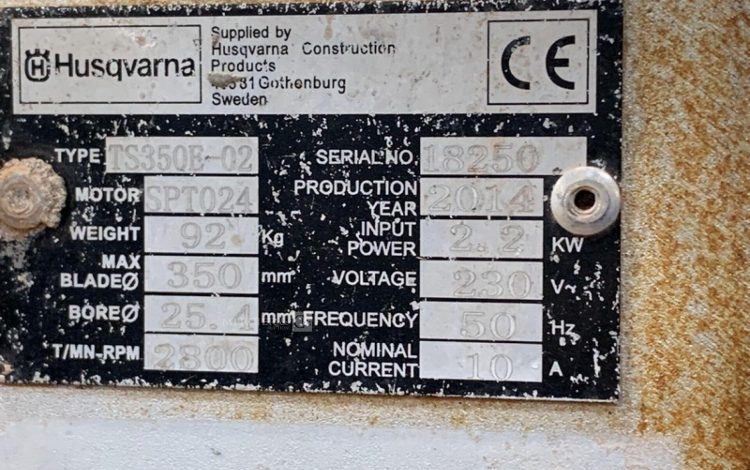 Husqvarna
Supplied by
Husqvarna Construction
Products
Gothenburg
Sweden
CE
TYPE TS350E-02 SERIAL NO. 18250
MOTOR SPT024 PRODUCTION YEAR 2014
WEIGHT 92 Kg INPUT POWER 2.2 KW
MAX BLADEØ 350 mm VOLTAGE 230 V~
BOREØ 25.4 mm FREQUENCY 50 Hz
T/MN-RPM 2800 NOMINAL CURRENT 10 A